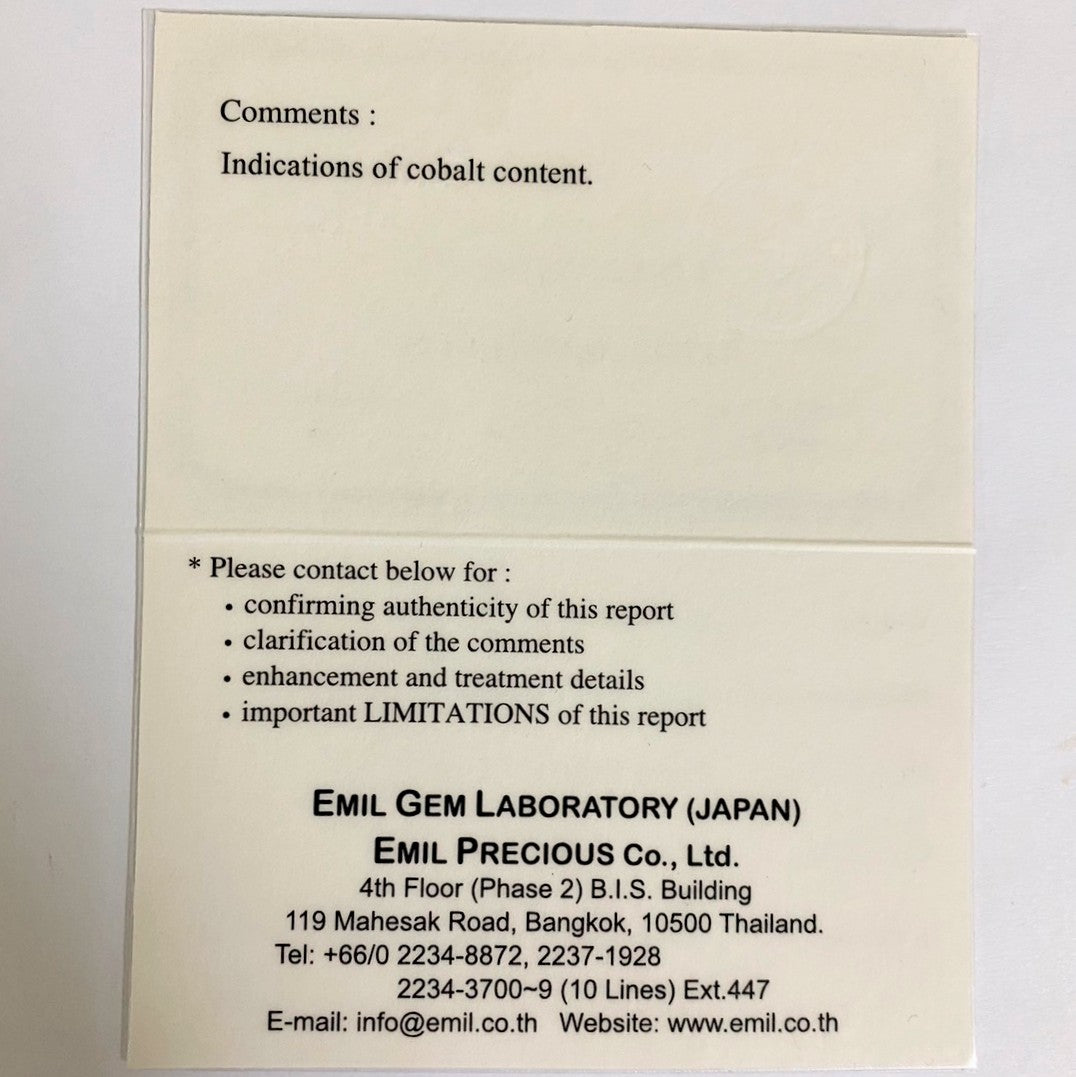 Comments :
Indications of cobalt content.
* Please contact below for :
• confirming authenticity of this report
• clarification of the comments
• enhancement and treatment details
• important LIMITATIONS of this report
EMIL GEM LABORATORY (JAPAN)
EMIL PRECIOUS Co., Ltd.
4th Floor (Phase 2) B.I.S. Building
119 Mahesak Road, Bangkok, 10500 Thailand.
Tel: +66/0 2234-8872, 2237-1928
2234-3700~9 (10 Lines) Ext.447
E-mail: info@emil.co.th Website: www.emil.co.th